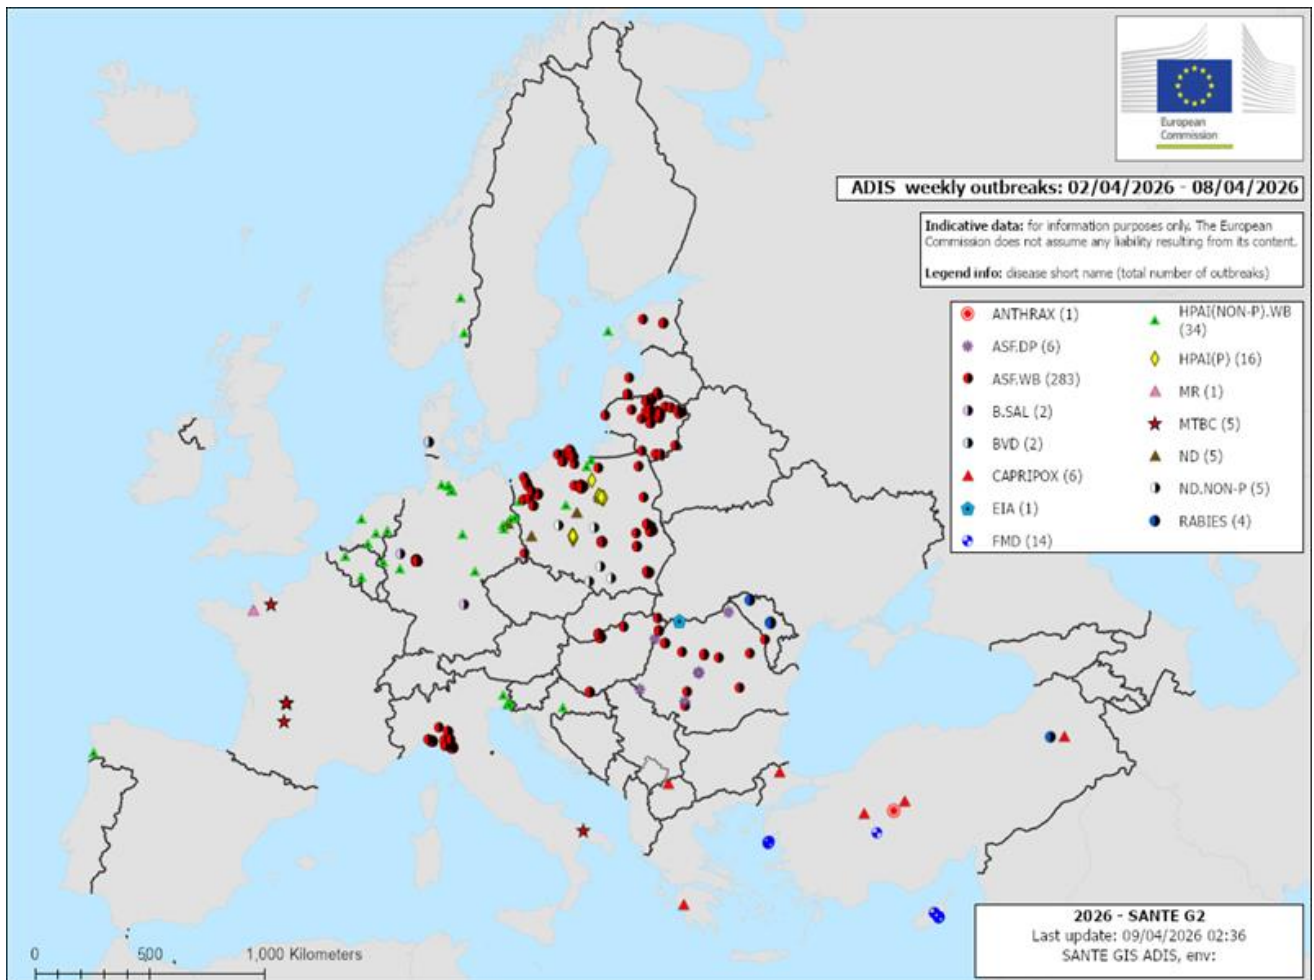 European
Commission
ADIS weekly outbreaks: 02/04/2026 - 08/04/2026
Indicative data: for information purposes only. The European
Commission does not assume any liability resulting from its content.
Legend info: disease short name (total number of outbreaks)
ANTHRAX (1)
ASF.DP (6)
ASF.WB (283)
B.SAL (2)
BVD (2)
CAPRIPOX (6)
EIA (1)
FMD (14)
HPAI(NON-P).WB
(34)
HPAI(P) (16)
MR (1)
MTBC (5)
ND (5)
ND.NON-P (5)
RABIES (4)
0 500 1,000 Kilometers
2026 - SANTE G2
Last update: 09/04/2026 02:36
SANTE GIS ADIS, env: